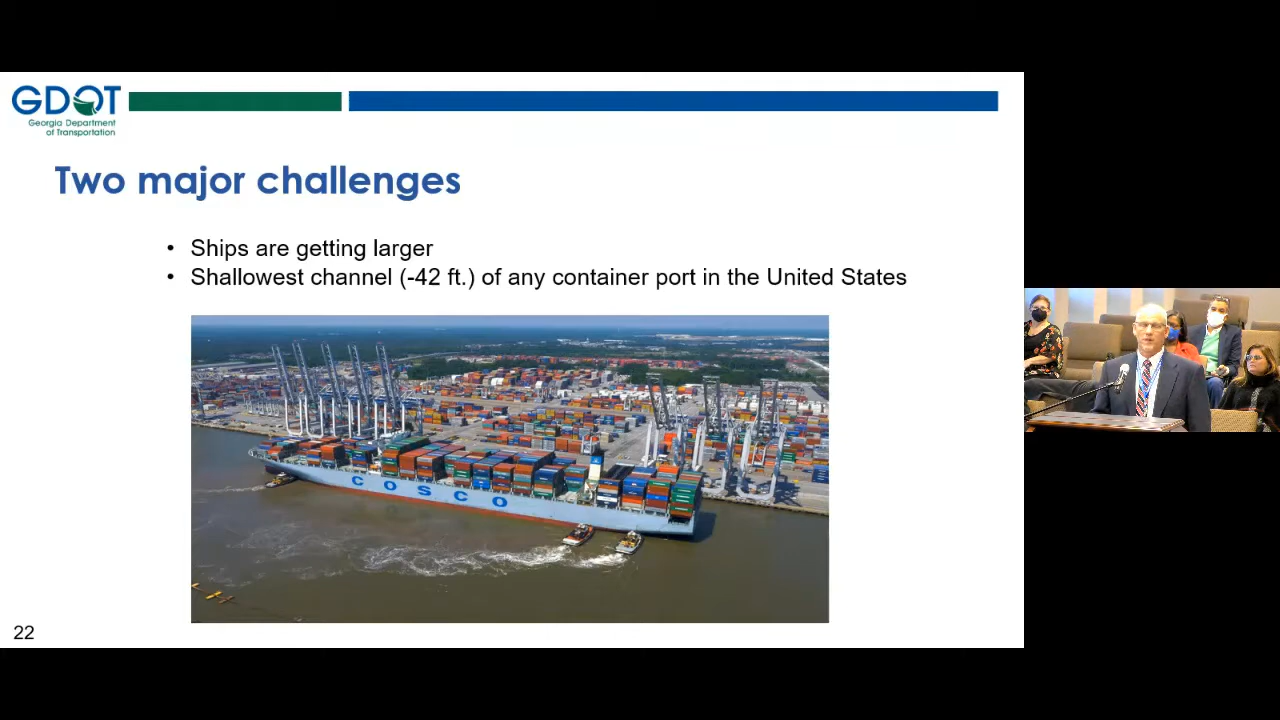 GDOT
Georgia Department
of Transportation
Two major challenges
• Ships are getting larger
• Shallowest channel (-42 ft.) of any container port in the United States
COSCO
22